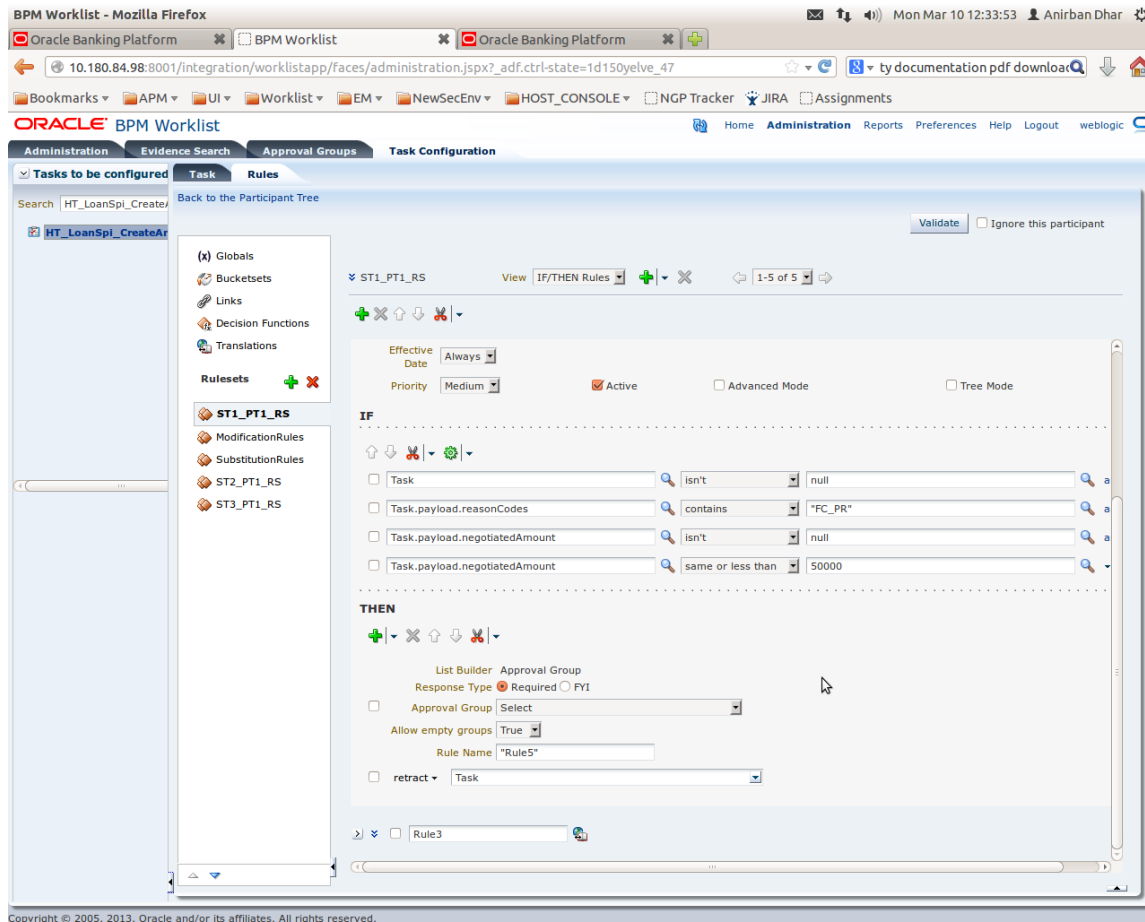 BPM Worklist - Mozilla Firefox
Mon Mar 10 12:33:53 Anirban Dhar
Oracle Banking Platform BPM Worklist Oracle Banking Platform
10.180.84.98:8001/integration/worklistapp/faces/administration.jspx?_adf.ctrl-state=1d150yelve_47 ty documentation pdf download
Bookmarks APM UI Worklist EM NewSecEnv HOST_CONSOLE NGP Tracker JIRA Assignments
ORACLE BPM Worklist Home Administration Reports Preferences Help Logout weblogic
Administration Evidence Search Approval Groups Task Configuration
Tasks to be configured Task Rules
Search HT_LoanSpi_CreateA Back to the Participant Tree
Validate Ignore this participant
HT_LoanSpi_CreateAr
(x) Globals
ST1_PT1_RS View IF/THEN Rules 1-5 of 5
Bucketsets
Links
Decision Functions
Translations
Effective Date Always
Rulesets
Priority Medium Active Advanced Mode Tree Mode
ST1_PT1_RS
IF
ModificationRules
SubstitutionRules
ST2_PT1_RS
ST3_PT1_RS
Task isn't null a
Task.payload.reasonCodes contains "FC_PR" a
Task.payload.negotiatedAmount isn't null a
Task.payload.negotiatedAmount same or less than 50000
THEN
List Builder Approval Group
Response Type Required FYI
Approval Group Select
Allow empty groups True
Rule Name "Rule5"
retract Task
Rule3
Copyright © 2005, 2013, Oracle and/or its affiliates. All rights reserved.